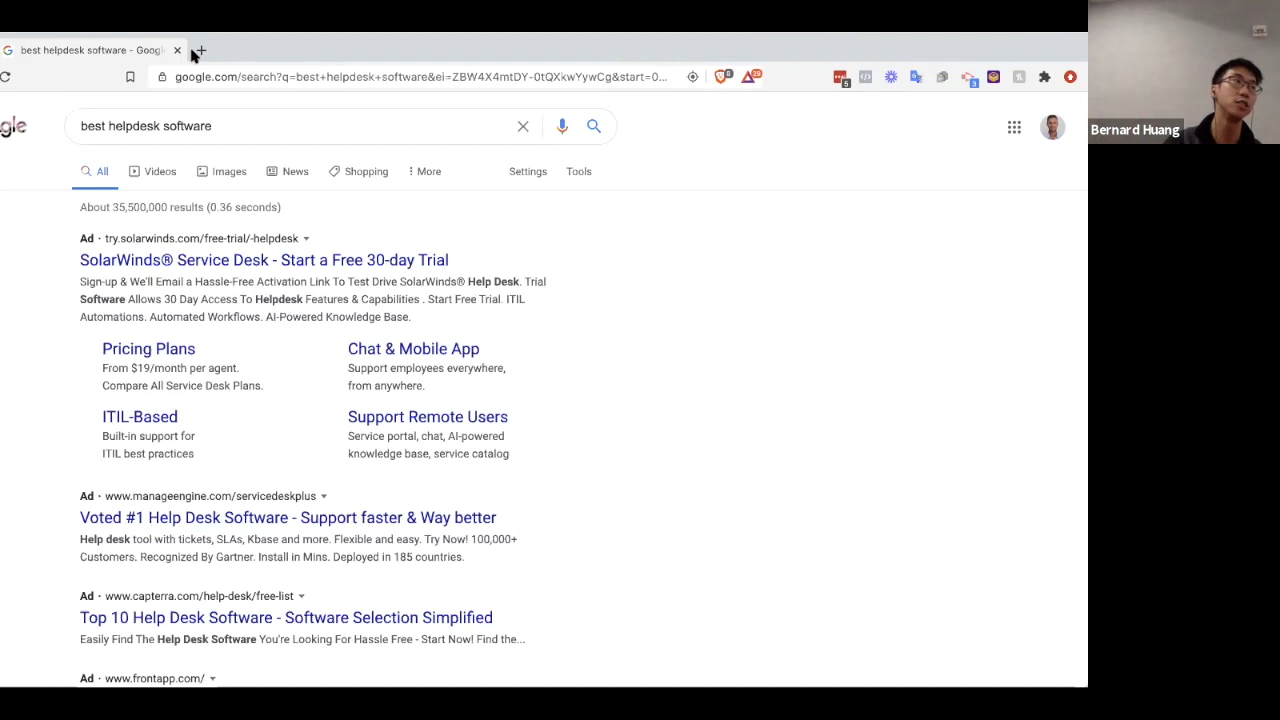 best helpdesk software - Googl
google.com/search?q=best+helpdesk+software&ei=ZBW4X4mtDY-0tQXkwYywCg&start=0...
8
29
5
3
gle
best helpdesk software
All
Videos
Images
News
Shopping
More
Settings
Tools
About 35,500,000 results (0.36 seconds)
Ad · try.solarwinds.com/free-trial/-helpdesk
SolarWinds® Service Desk - Start a Free 30-day Trial
Sign-up & We'll Email a Hassle-Free Activation Link To Test Drive SolarWinds® Help Desk. Trial
Software Allows 30 Day Access To Helpdesk Features & Capabilities . Start Free Trial. ITIL
Automations. Automated Workflows. AI-Powered Knowledge Base.
Pricing Plans
From $19/month per agent.
Compare All Service Desk Plans.
Chat & Mobile App
Support employees everywhere,
from anywhere.
ITIL-Based
Built-in support for
ITIL best practices
Support Remote Users
Service portal, chat, AI-powered
knowledge base, service catalog
Ad · www.manageengine.com/servicedeskplus
Voted #1 Help Desk Software - Support faster & Way better
Help desk tool with tickets, SLAs, Kbase and more. Flexible and easy. Try Now! 100,000+
Customers. Recognized By Gartner. Install in Mins. Deployed in 185 countries.
Ad · www.capterra.com/help-desk/free-list
Top 10 Help Desk Software - Software Selection Simplified
Easily Find The Help Desk Software You're Looking For Hassle Free - Start Now! Find the...
Ad · www.frontapp.com/
Bernard Huang